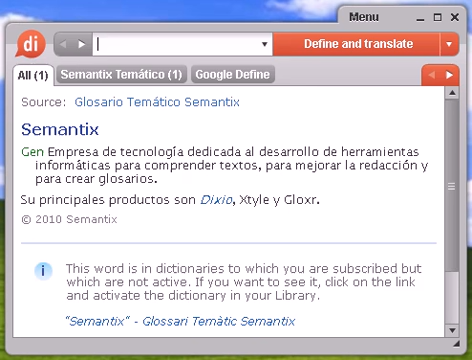 Menu
di
Define and translate
All (1) Semantix Temático (1) Google Define
Source: Glosario Temático Semantix
Semantix
Gen Empresa de tecnología dedicada al desarrollo de herramientas
informáticas para comprender textos, para mejorar la redacción y
para crear glosarios.
Su principales producтos son Dixio, Xtyle y Gloxr.
© 2010 Semantix
i
This word is in dictionaries to which you are subscribed but
which are not active. If you want to see it, click on the link
and activate the dictionary in your Library.
"Semantix" - Glossari Temàtic Semantix